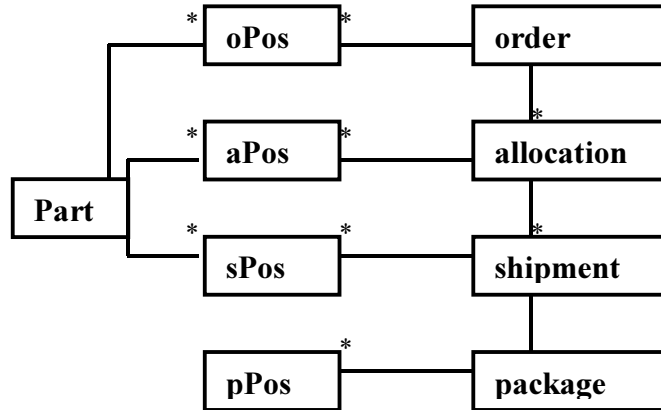 * oPos * order
* aPos * * allocation
Part
* sPos * * shipment
pPos * package